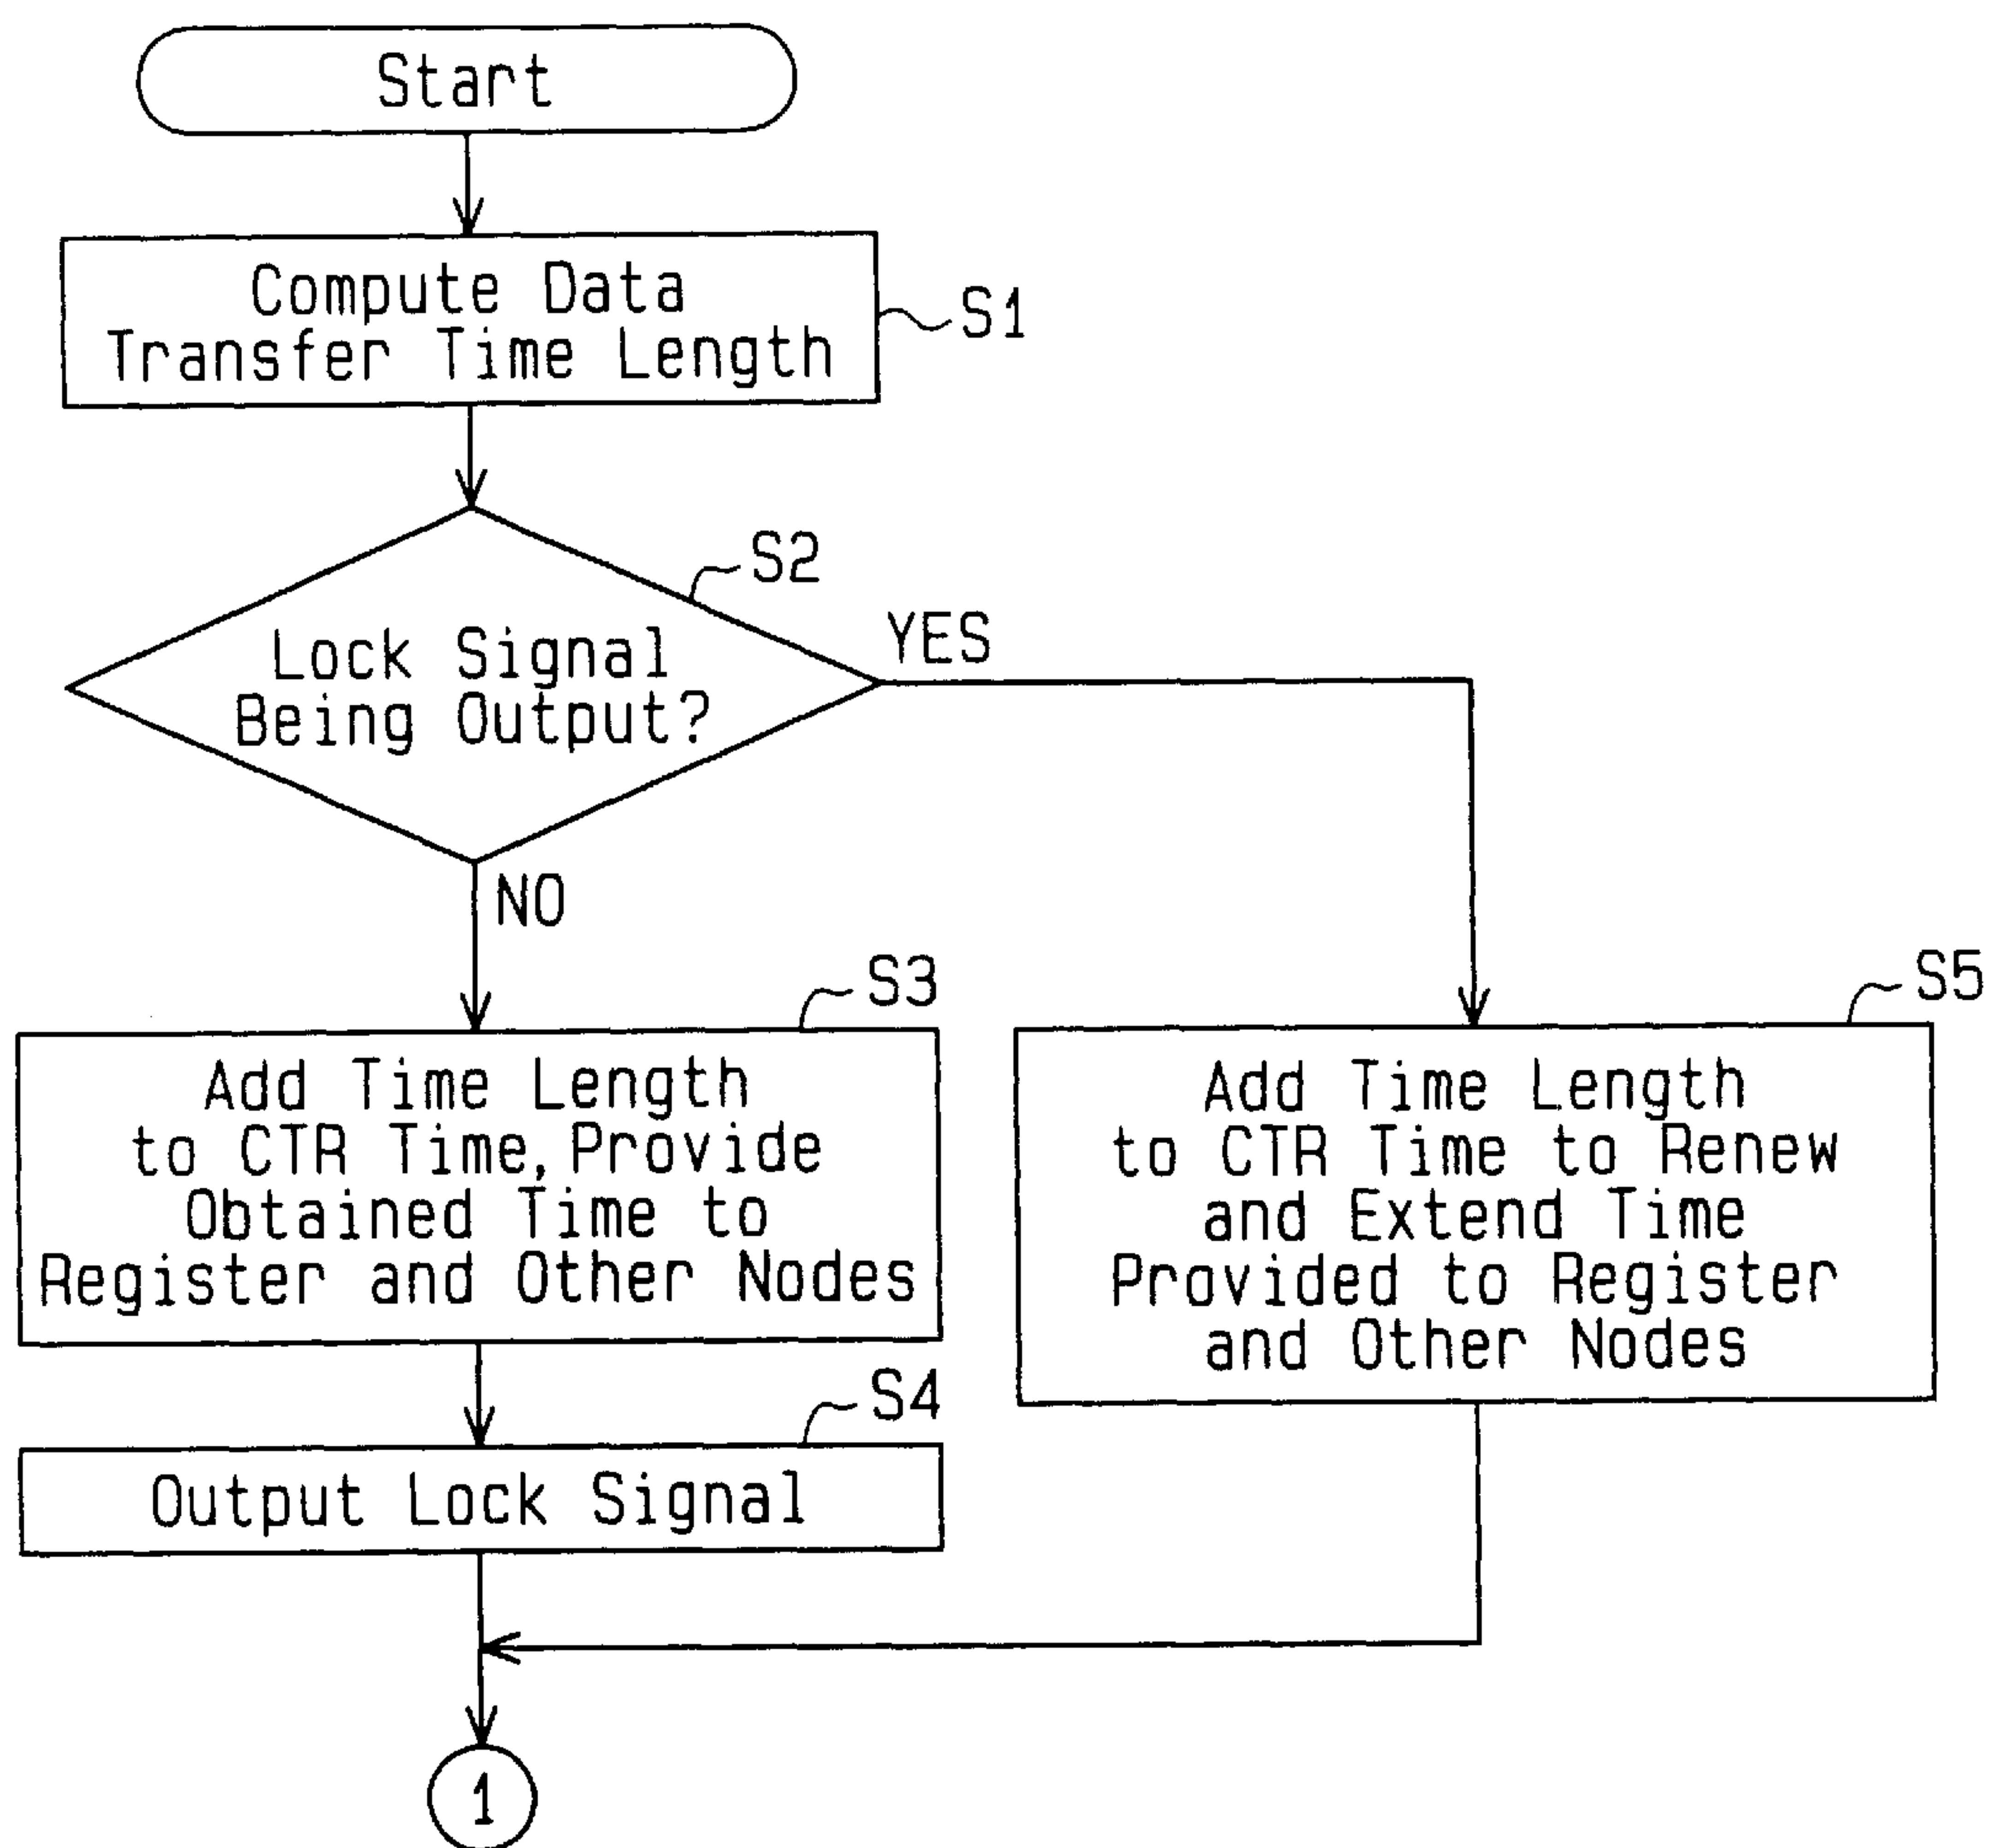 Start
Compute Data
Transfer Time Length
S1
S2
Lock Signal
Being Output?
YES
NO
S3
Add Time Length
to CTR Time, Provide
Obtained Time to
Register and Other Nodes
S5
Add Time Length
to CTR Time to Renew
and Extend Time
Provided to Register
and Other Nodes
S4
Output Lock Signal
1